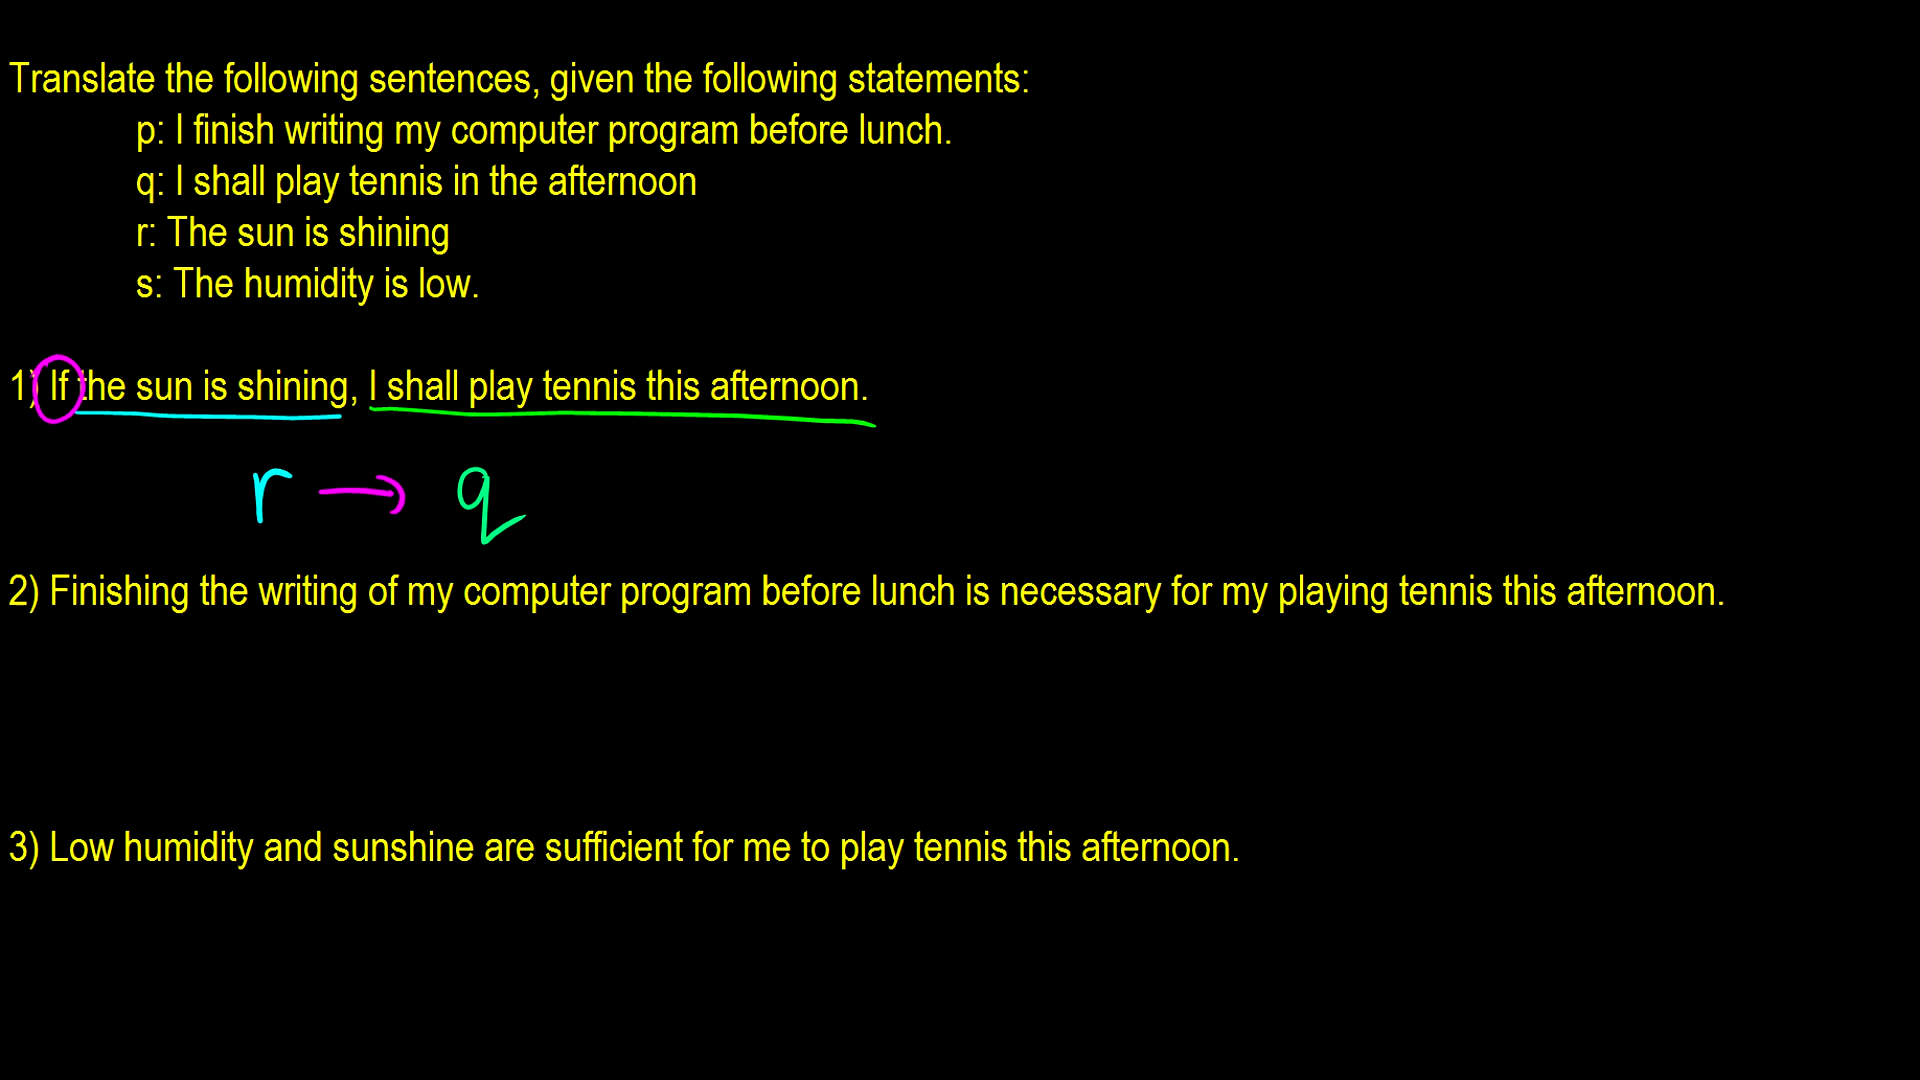 Translate the following sentences, given the following statements:
p: I finish writing my computer program before lunch.
q: I shall play tennis in the afternoon
r: The sun is shining
s: The humidity is low.
1) If the sun is shining, I shall play tennis this afternoon.
r → q
2) Finishing the writing of my computer program before lunch is necessary for my playing tennis this afternoon.
3) Low humidity and sunshine are sufficient for me to play tennis this afternoon.